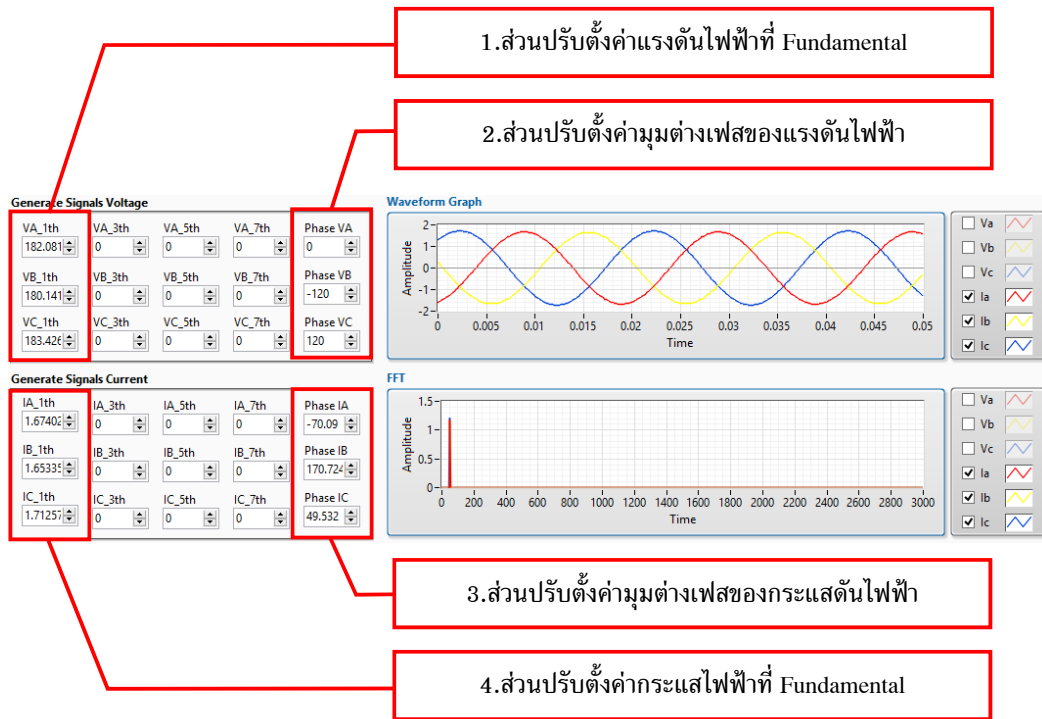 1.ส่วนปรับตั้งค่าแรงดันไฟฟ้าที่ Fundamental
2.ส่วนปรับตั้งค่ามุมต่างเฟสของแรงดันไฟฟ้า
Generate Signals Voltage
VA_1th VA_3th VA_5th VA_7th Phase VA
182.081 0 0 0 0
VB_1th VB_3th VB_5th VB_7th Phase VB
180.141 0 0 0 -120
VC_1th VC_3th VC_5th VC_7th Phase VC
183.426 0 0 0 120
Waveform Graph
Amplitude
2
1
0
-1
-2
0 0.005 0.01 0.015 0.02 0.025 0.03 0.035 0.04 0.045 0.05
Time
Va
Vb
Vc
Ia
Ib
Ic
Generate Signals Current
IA_1th IA_3th IA_5th IA_7th Phase IA
1.67402 0 0 0 -70.09
IB_1th IB_3th IB_5th IB_7th Phase IB
1.65335 0 0 0 170.724
IC_1th IC_3th IC_5th IC_7th Phase IC
1.71257 0 0 0 49.532
FFT
Amplitude
1.5
1
0.5
0
0 200 400 600 800 1000 1200 1400 1600 1800 2000 2200 2400 2600 2800 3000
Time
Va
Vb
Vc
Ia
Ib
Ic
3.ส่วนปรับตั้งค่ามุมต่างเฟสของกระแสดันไฟฟ้า
4.ส่วนปรับตั้งค่ากระแสไฟฟ้าที่ Fundamental